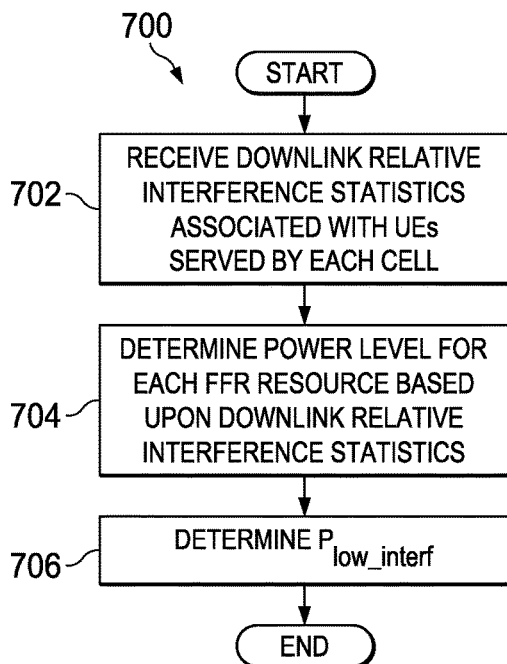 700
START
702
RECEIVE DOWNLINK RELATIVE
INTERFERENCE STATISTICS
ASSOCIATED WITH UEs
SERVED BY EACH CELL
704
DETERMINE POWER LEVEL FOR
EACH FFR RESOURCE BASED
UPON DOWNLINK RELATIVE
INTERFERENCE STATISTICS
706
DETERMINE P low_interf
END